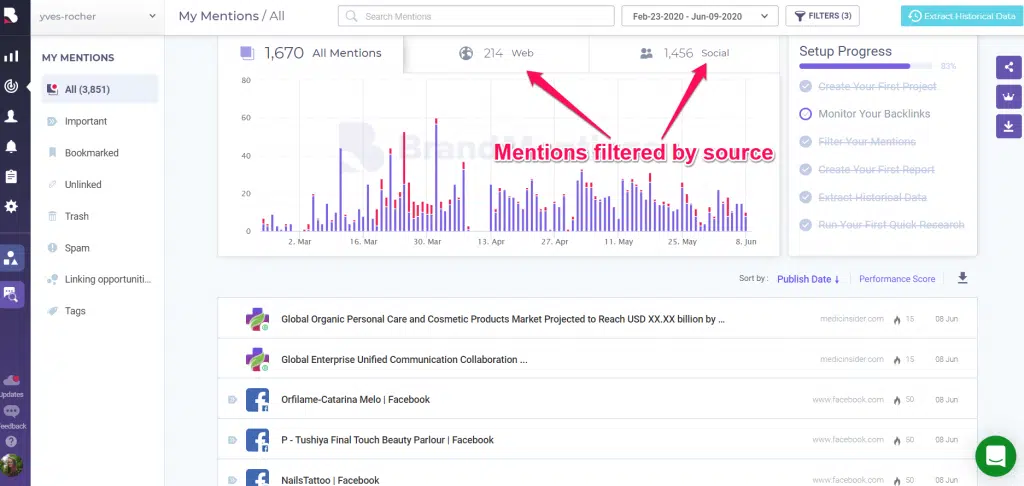 yves-rocher
My Mentions / All
Search Mentions
Feb-23-2020 - Jun-09-2020
FILTERS (3)
Extract Historical Data
MY MENTIONS
All (3,851)
Important
Bookmarked
Unlinked
Trash
Spam
Linking opportuniti...
Tags
Updates
Feedback
1,670 All Mentions
214 Web
1,456 Social
80
60
40
20
0
Mentions filtered by source
2. Mar
16. Mar
30. Mar
13. Apr
27. Apr
11. May
25. May
8. Jun
Setup Progress
83%
Create Your First Project
Monitor Your Backlinks
Filter Your Mentions
Create Your First Report
Extract Historical Data
Run Your First Quick Research
Sort by : Publish Date ↓ Performance Score
Global Organic Personal Care and Cosmetic Products Market Projected to Reach USD XX.XX billion by ... medicinsider.com 15 08 Jun
Global Enterprise Unified Communication Collaboration ... medicinsider.com 15 08 Jun
Orfilame-Catarina Melo | Facebook www.facebook.com 50 08 Jun
P - Tushiya Final Touch Beauty Parlour | Facebook www.facebook.com 50 08 Jun
NailsTattoo | Facebook www.facebook.com 50 08 Jun